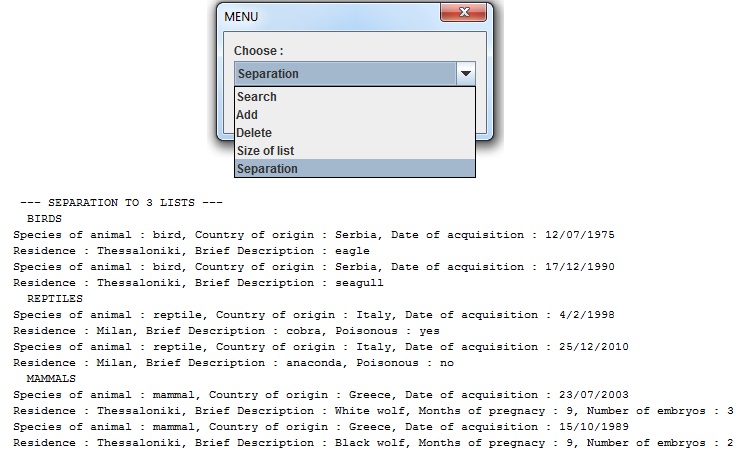 MENU
Choose :
Separation
Search
Add
Delete
Size of list
Separation
--- SEPARATION TO 3 LISTS ---
BIRDS
Species of animal : bird, Country of origin : Serbia, Date of acquisition : 12/07/1975
Residence : Thessaloniki, Brief Description : eagle
Species of animal : bird, Country of origin : Serbia, Date of acquisition : 17/12/1990
Residence : Thessaloniki, Brief Description : seagull
REPTILES
Species of animal : reptile, Country of origin : Italy, Date of acquisition : 4/2/1998
Residence : Milan, Brief Description : cobra, Poisonous : yes
Species of animal : reptile, Country of origin : Italy, Date of acquisition : 25/12/2010
Residence : Milan, Brief Description : anaconda, Poisonous : no
MAMMALS
Species of animal : mammal, Country of origin : Greece, Date of acquisition : 23/07/2003
Residence : Thessaloniki, Brief Description : White wolf, Months of pregnacy : 9, Number of embryos : 3
Species of animal : mammal, Country of origin : Greece, Date of acquisition : 15/10/1989
Residence : Thessaloniki, Brief Description : Black wolf, Months of pregnacy : 9, Number of embryos : 2